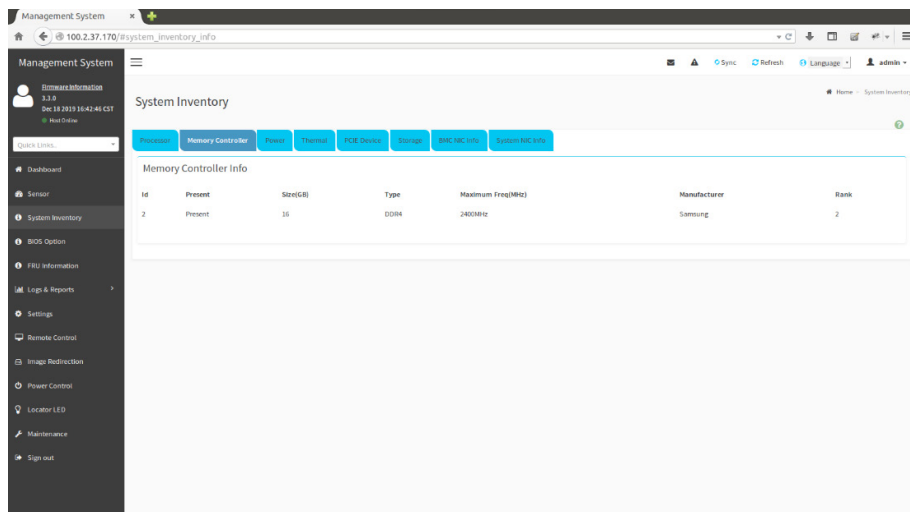 Management System
100.2.37.170/#system_inventory_info
Management System
Sync
Refresh
Language
admin
Firmware Information
3.3.0
Dec 18 2019 16:42:46 CST
Host Online
System Inventory
Home
System Inventory
Quick Links...
Processor
Memory Controller
Power
Thermal
PCIE Device
Storage
BMC NIC Info
System NIC Info
Memory Controller Info
Id Present Size(GB) Type Maximum Freq(MHz) Manufacturer Rank
2 Present 16 DDR4 2400MHz Samsung 2
Dashboard
Sensor
System Inventory
BIOS Option
FRU Information
Logs & Reports
Settings
Remote Control
Image Redirection
Power Control
Locator LED
Maintenance
Sign out